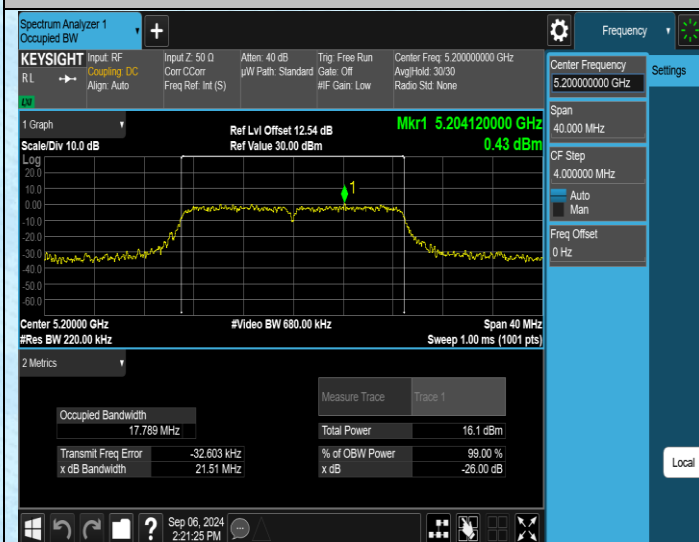 Spectrum Analyzer 1
Occupied BW
Frequency
KEYSIGHT
R L
LXI
Input: RF
Coupling: DC
Align: Auto
Input Z: 50 Ω
Corr CCorr
Freq Ref: Int (S)
Atten: 40 dB
µW Path: Standard
Trig: Free Run
Gate: Off
#IF Gain: Low
Center Freq: 5.200000000 GHz
Avg|Hold: 30/30
Radio Std: None
Center Frequency
5.200000000 GHz
Settings
Span
40.000 MHz
CF Step
4.000000 MHz
Auto
Man
Freq Offset
0 Hz
1 Graph
Scale/Div 10.0 dB
Ref Lvl Offset 12.54 dB
Ref Value 30.00 dBm
Mkr1 5.204120000 GHz
0.43 dBm
Log
20.0
10.0
0.00
-10.0
-20.0
-30.0
-40.0
-50.0
-60.0
1
Center 5.20000 GHz
#Res BW 220.00 kHz
#Video BW 680.00 kHz
Span 40 MHz
Sweep 1.00 ms (1001 pts)
2 Metrics
Measure Trace
Trace 1
Occupied Bandwidth
17.789 MHz
Total Power
16.1 dBm
Transmit Freq Error
-32.603 kHz
% of OBW Power
99.00 %
x dB Bandwidth
21.51 MHz
x dB
-26.00 dB
Local
?
Sep 06, 2024
2:21:25 PM